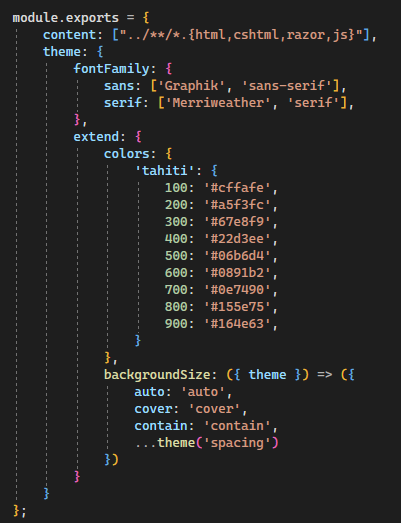 module.exports = {
    content: ["../**/*.{html,cshtml,razor,js}"],
    theme: {
        fontFamily: {
            sans: ['Graphik', 'sans-serif'],
            serif: ['Merriweather', 'serif'],
        },
        extend: {
            colors: {
                'tahiti': {
                    100: '#cffafe',
                    200: '#a5f3fc',
                    300: '#67e8f9',
                    400: '#22d3ee',
                    500: '#06b6d4',
                    600: '#0891b2',
                    700: '#0e7490',
                    800: '#155e75',
                    900: '#164e63',
                }
            },
            backgroundSize: ({ theme }) => ({
                auto: 'auto',
                cover: 'cover',
                contain: 'contain',
                ...theme('spacing')
            })
        }
    }
};